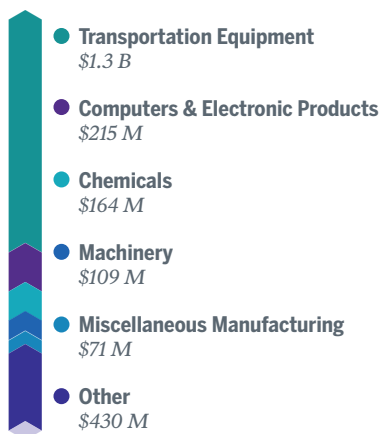 Transportation Equipment
$1.3 B
Computers & Electronic Products
$215 M
Chemicals
$164 M
Machinery
$109 M
Miscellaneous Manufacturing
$71 M
Other
$430 M